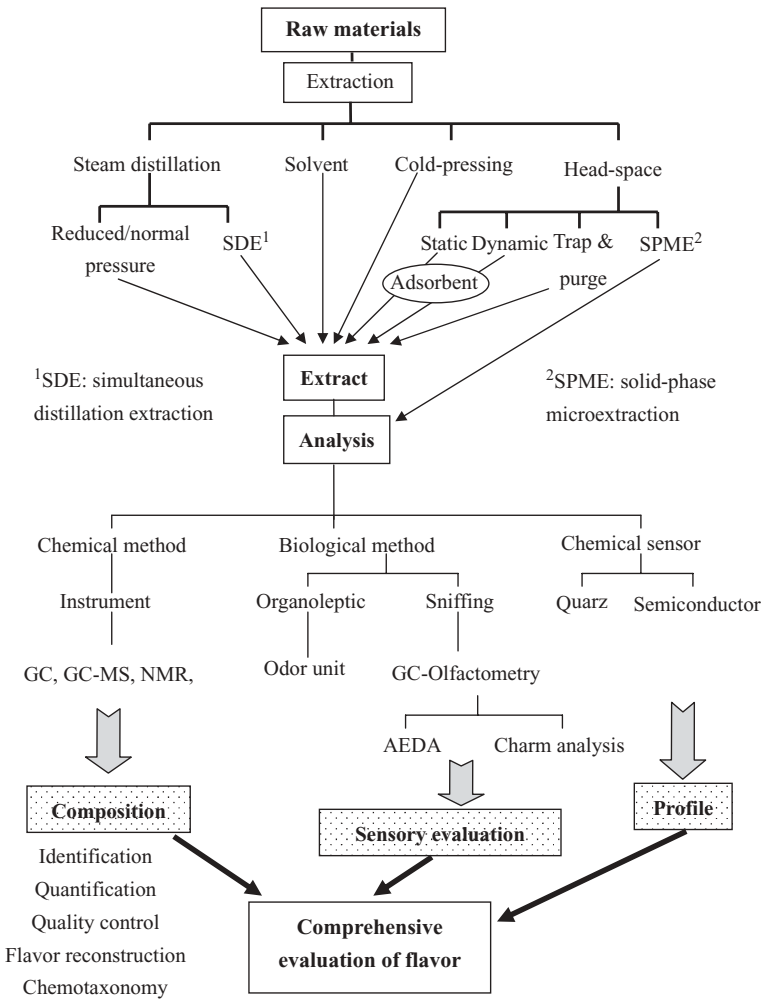 Raw materials
Extraction
Steam distillation
Solvent
Cold-pressing
Head-space
Reduced/normal
pressure
SDE1
Static
Dynamic
Trap &
purge
SPME2
Adsorbent
Extract
1SDE: simultaneous
distillation extraction
2SPME: solid-phase
microextraction
Analysis
Chemical method
Biological method
Chemical sensor
Instrument
Organoleptic
Sniffing
Quarz
Semiconductor
GC, GC-MS, NMR,
Odor unit
GC-Olfactometry
AEDA
Charm analysis
Composition
Sensory evaluation
Profile
Identification
Quantification
Quality control
Flavor reconstruction
Chemotaxonomy
Comprehensive
evaluation of flavor